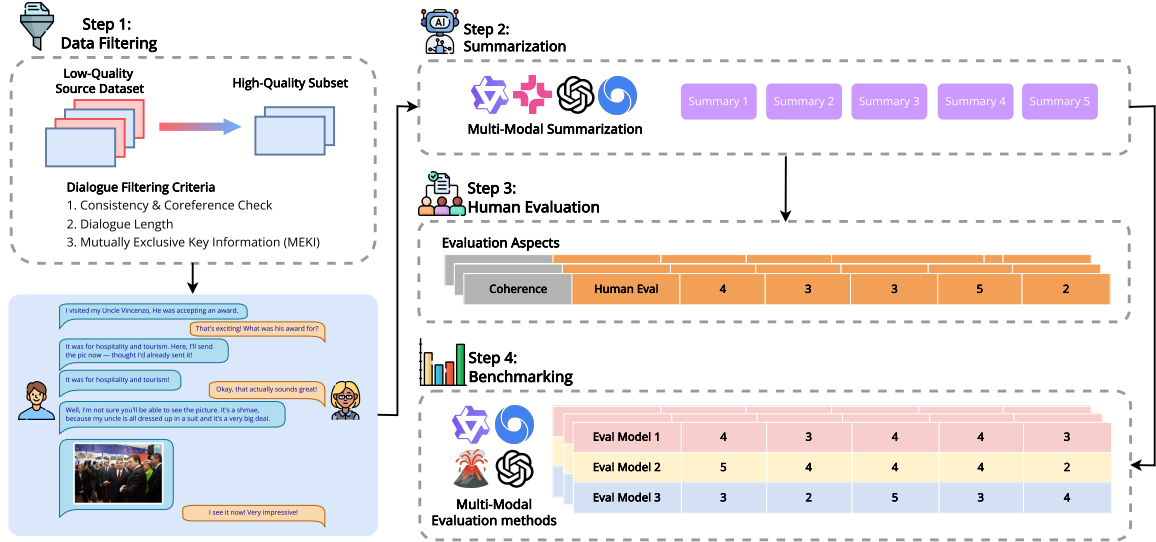 Step 1:
Data Filtering
Low-Quality
Source Dataset
High-Quality Subset
Dialogue Filtering Criteria
1. Consistency & Coreference Check
2. Dialogue Length
3. Mutually Exclusive Key Information (MEKI)
I visited my Uncle Vincenzo, He was accepting an award.
That's exciting! What was his award for?
It was for hospitality and tourism. Here, I'll send
the pic now — thought I'd already sent it!
It was for hospitality and tourism!
Okay, that actually sounds great!
Well, I'm not sure you'll be able to see the picture. It's a shmae,
because my uncle is all dressed up in a suit and it's a very big deal.
I see it now! Very impressive!
AI
Step 2:
Summarization
Multi-Modal Summarization
Summary 1 Summary 2 Summary 3 Summary 4 Summary 5
Step 3:
Human Evaluation
Evaluation Aspects
Coherence Human Eval 4 3 3 5 2
Step 4:
Benchmarking
Multi-Modal
Evaluation methods
Eval Model 1 4 3 4 4 3
Eval Model 2 5 4 4 4 2
Eval Model 3 3 2 5 3 4